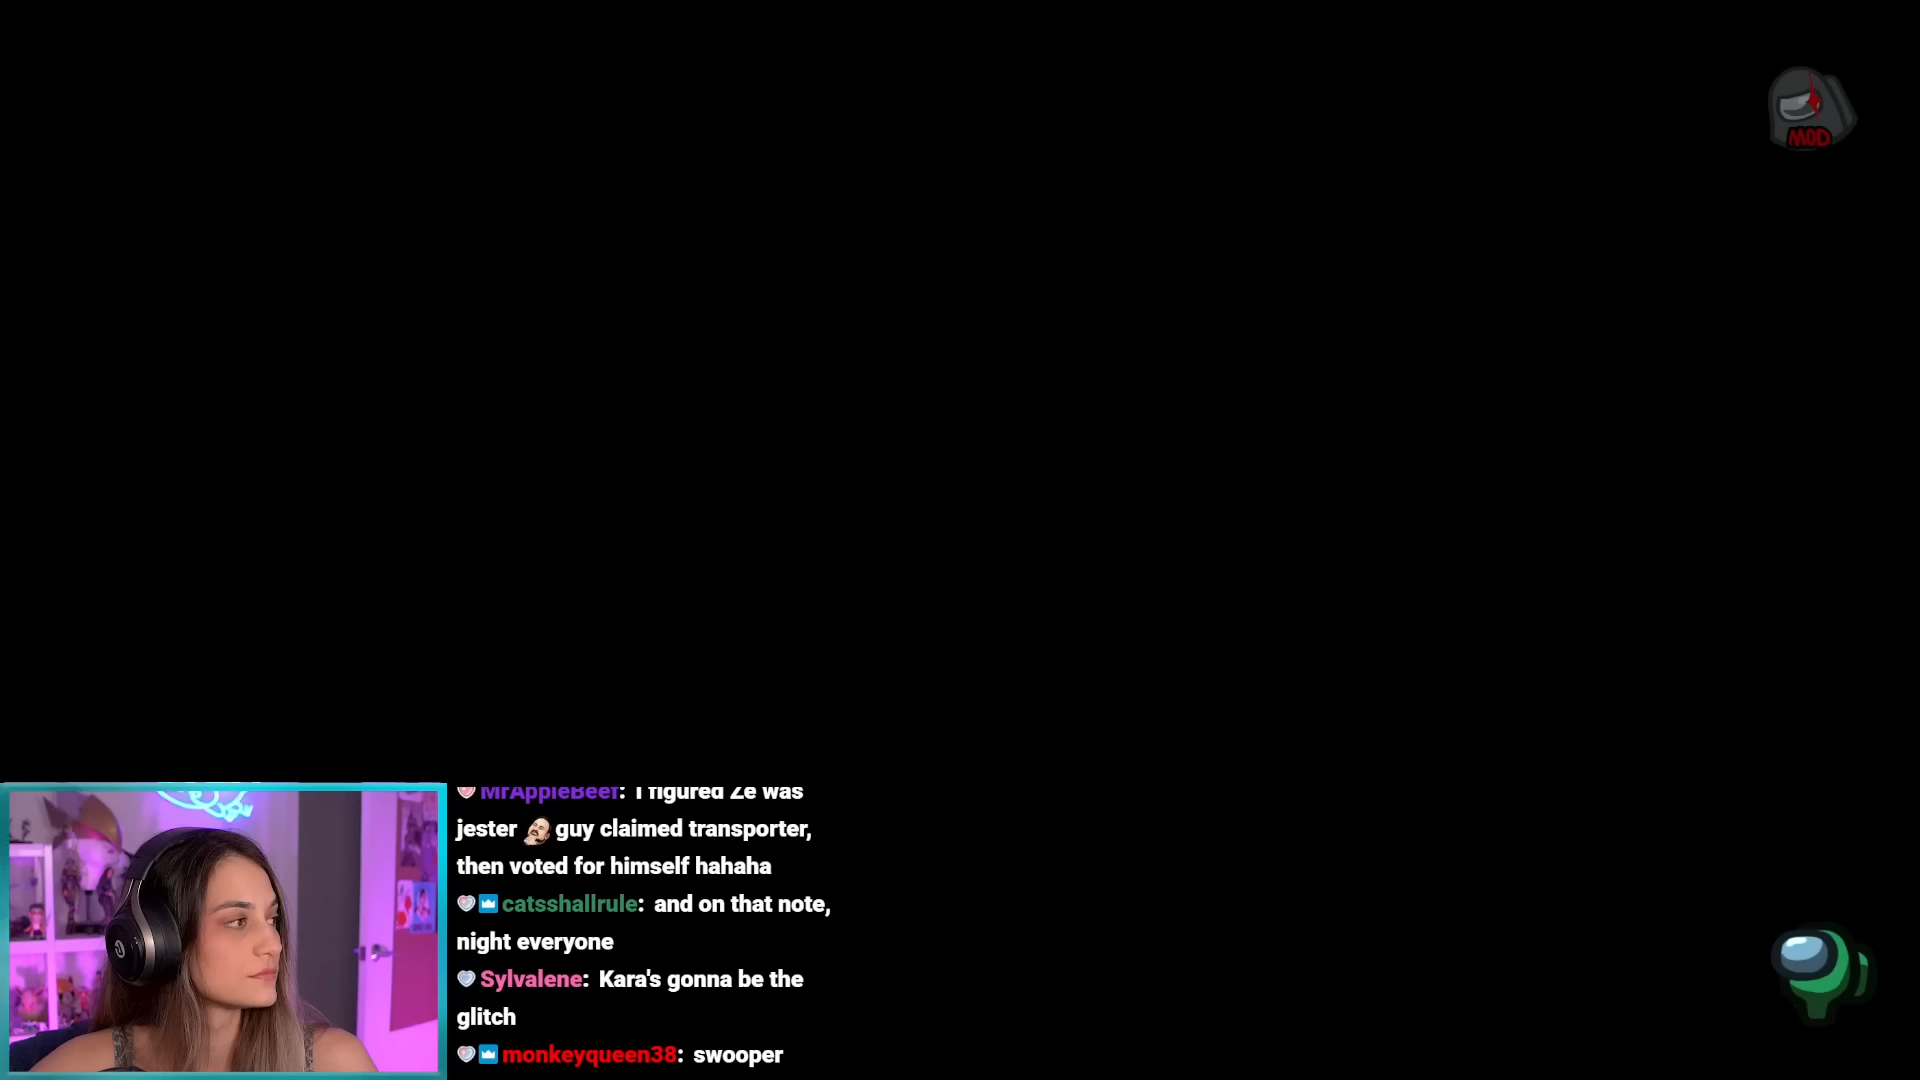 MOD
MrAppleBeef: I figured Ze was
jester guy claimed transporter,
then voted for himself hahaha
catsshallrule: and on that note,
night everyone
Sylvalene: Kara's gonna be the
glitch
monkeyqueen38: swooper